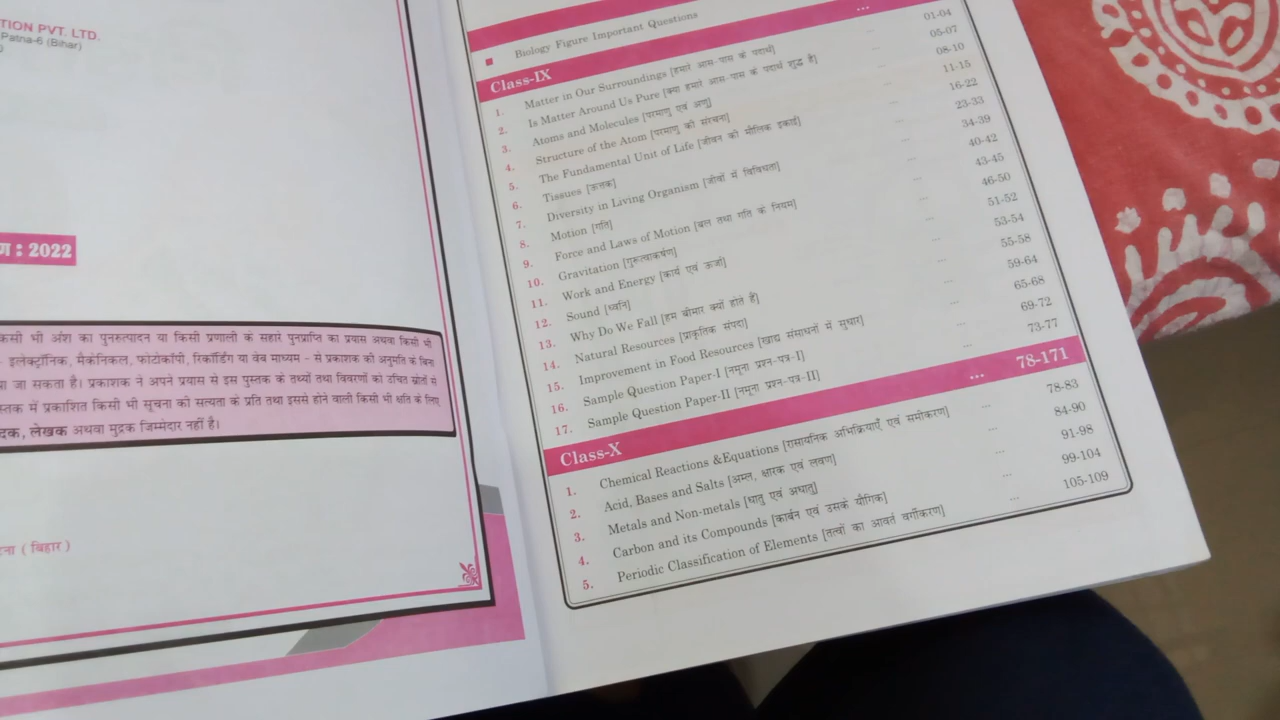 TION PVT. LTD.
Patna-6 (Bihar)
ण : 2022
किसी भी अंश का पुनरुत्पादन या किसी प्रणाली के सहारे पुनर्प्राप्ति का प्रयास अथवा किसी भी
- इलेक्ट्रॉनिक, मैकेनिकल, फोटोकॉपी, रिकॉर्डिंग या वेब माध्यम - से प्रकाशक की अनुमति के बिना
या जा सकता है। प्रकाशक ने अपने प्रयास से इस पुस्तक के तथ्यों तथा विवरणों को उचित स्रोतों से
स्तक में प्रकाशित किसी भी सूचना की सत्यता के प्रति तथा इससे होने वाली किसी भी क्षति के लिए
दक, लेखक अथवा मुद्रक जिम्मेदार नहीं है।
टना ( बिहार )
Biology Figure Important Questions
Class-IX ...
1. Matter in Our Surroundings [हमारे आस-पास के पदार्थ] ... 01-04
2. Is Matter Around Us Pure [क्या हमारे आस-पास के पदार्थ शुद्ध है] ... 05-07
3. Atoms and Molecules [परमाणु एवं अणु] ... 08-10
4. Structure of the Atom [परमाणु की संरचना] ... 11-15
5. The Fundamental Unit of Life [जीवन की मौलिक इकाई] ... 16-22
6. Tissues [ऊत्तक] ... 23-33
7. Diversity in Living Organism [जीवों में विविधता] ... 34-39
8. Motion [गति] ... 40-42
9. Force and Laws of Motion [बल तथा गति के नियम] ... 43-45
10. Gravitation [गुरुत्वाकर्षण] ... 46-50
11. Work and Energy [कार्य एवं ऊर्जा] ... 51-52
12. Sound [ध्वनि] ... 53-54
13. Why Do We Fall [हम बीमार क्यों होते हैं] ... 55-58
14. Natural Resources [प्राकृतिक संपदा] ... 59-64
15. Improvement in Food Resources [खाद्य संसाधनों में सुधार] ... 65-68
16. Sample Question Paper-I [नमूना प्रश्न-पत्र-I] ... 69-72
17. Sample Question Paper-II [नमूना प्रश्न-पत्र-II] ... 73-77
Class-X ... 78-171
1. Chemical Reactions &Equations [रासायनिक अभिक्रियाएँ एवं समीकरण] ... 78-83
2. Acid, Bases and Salts [अम्ल, क्षारक एवं लवण] ... 84-90
3. Metals and Non-metals [धातु एवं अधातु] ... 91-98
4. Carbon and its Compounds [कार्बन एवं उसके यौगिक] ... 99-104
5. Periodic Classification of Elements [तत्वों का आवर्त वर्गीकरण] ... 105-109